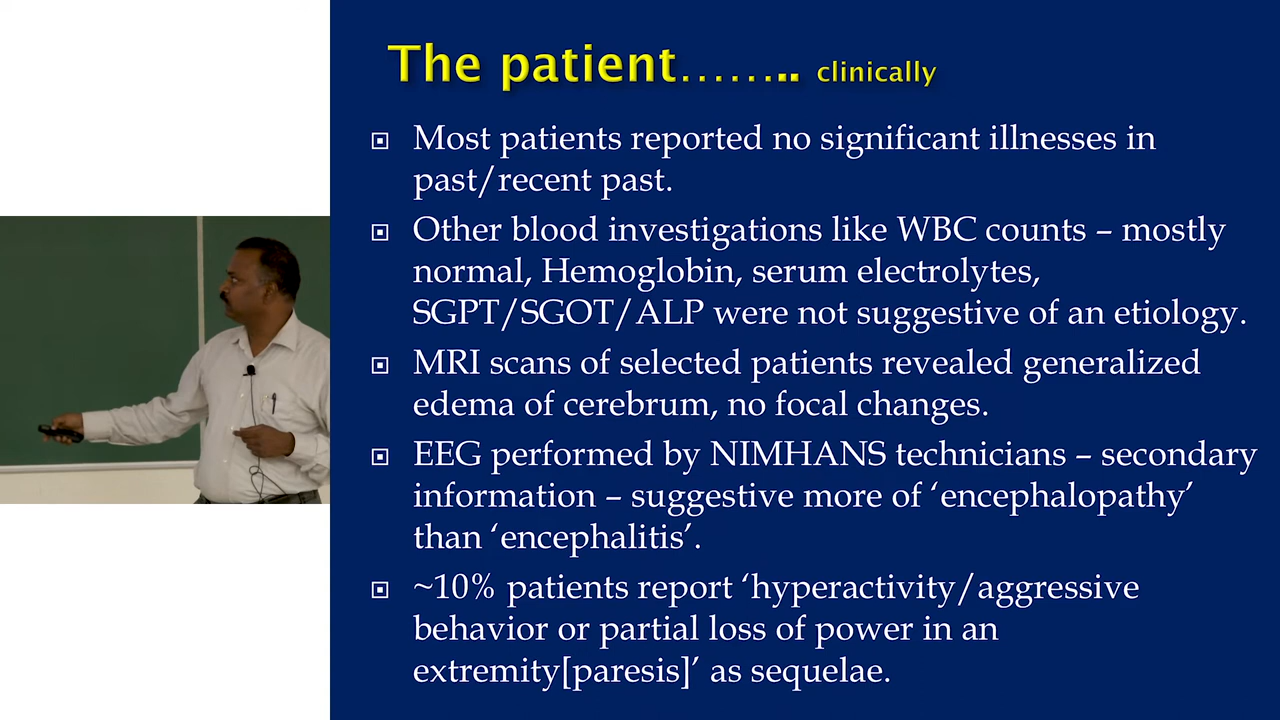 The patient…….. clinically
Most patients reported no significant illnesses in
past/recent past.
Other blood investigations like WBC counts – mostly
normal, Hemoglobin, serum electrolytes,
SGPT/SGOT/ALP were not suggestive of an etiology.
MRI scans of selected patients revealed generalized
edema of cerebrum, no focal changes.
EEG performed by NIMHANS technicians – secondary
information – suggestive more of ‘encephalopathy’
than ‘encephalitis’.
~10% patients report ‘hyperactivity/aggressive
behavior or partial loss of power in an
extremity[paresis]’ as sequelae.